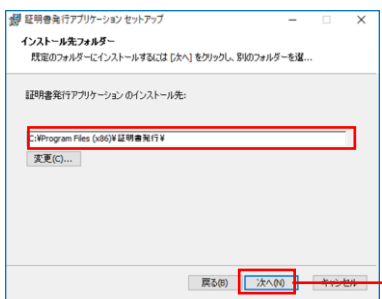 証明書発行アプリケーション セットアップ
インストール先フォルダー
既定のフォルダーにインストールするには [次へ] をクリックし、別のフォルダーを選...
証明書発行アプリケーション のインストール先:
C:¥Program Files (x86)¥証明書発行¥
変更(C)...
戻る(B) 次へ(N) キャンセル